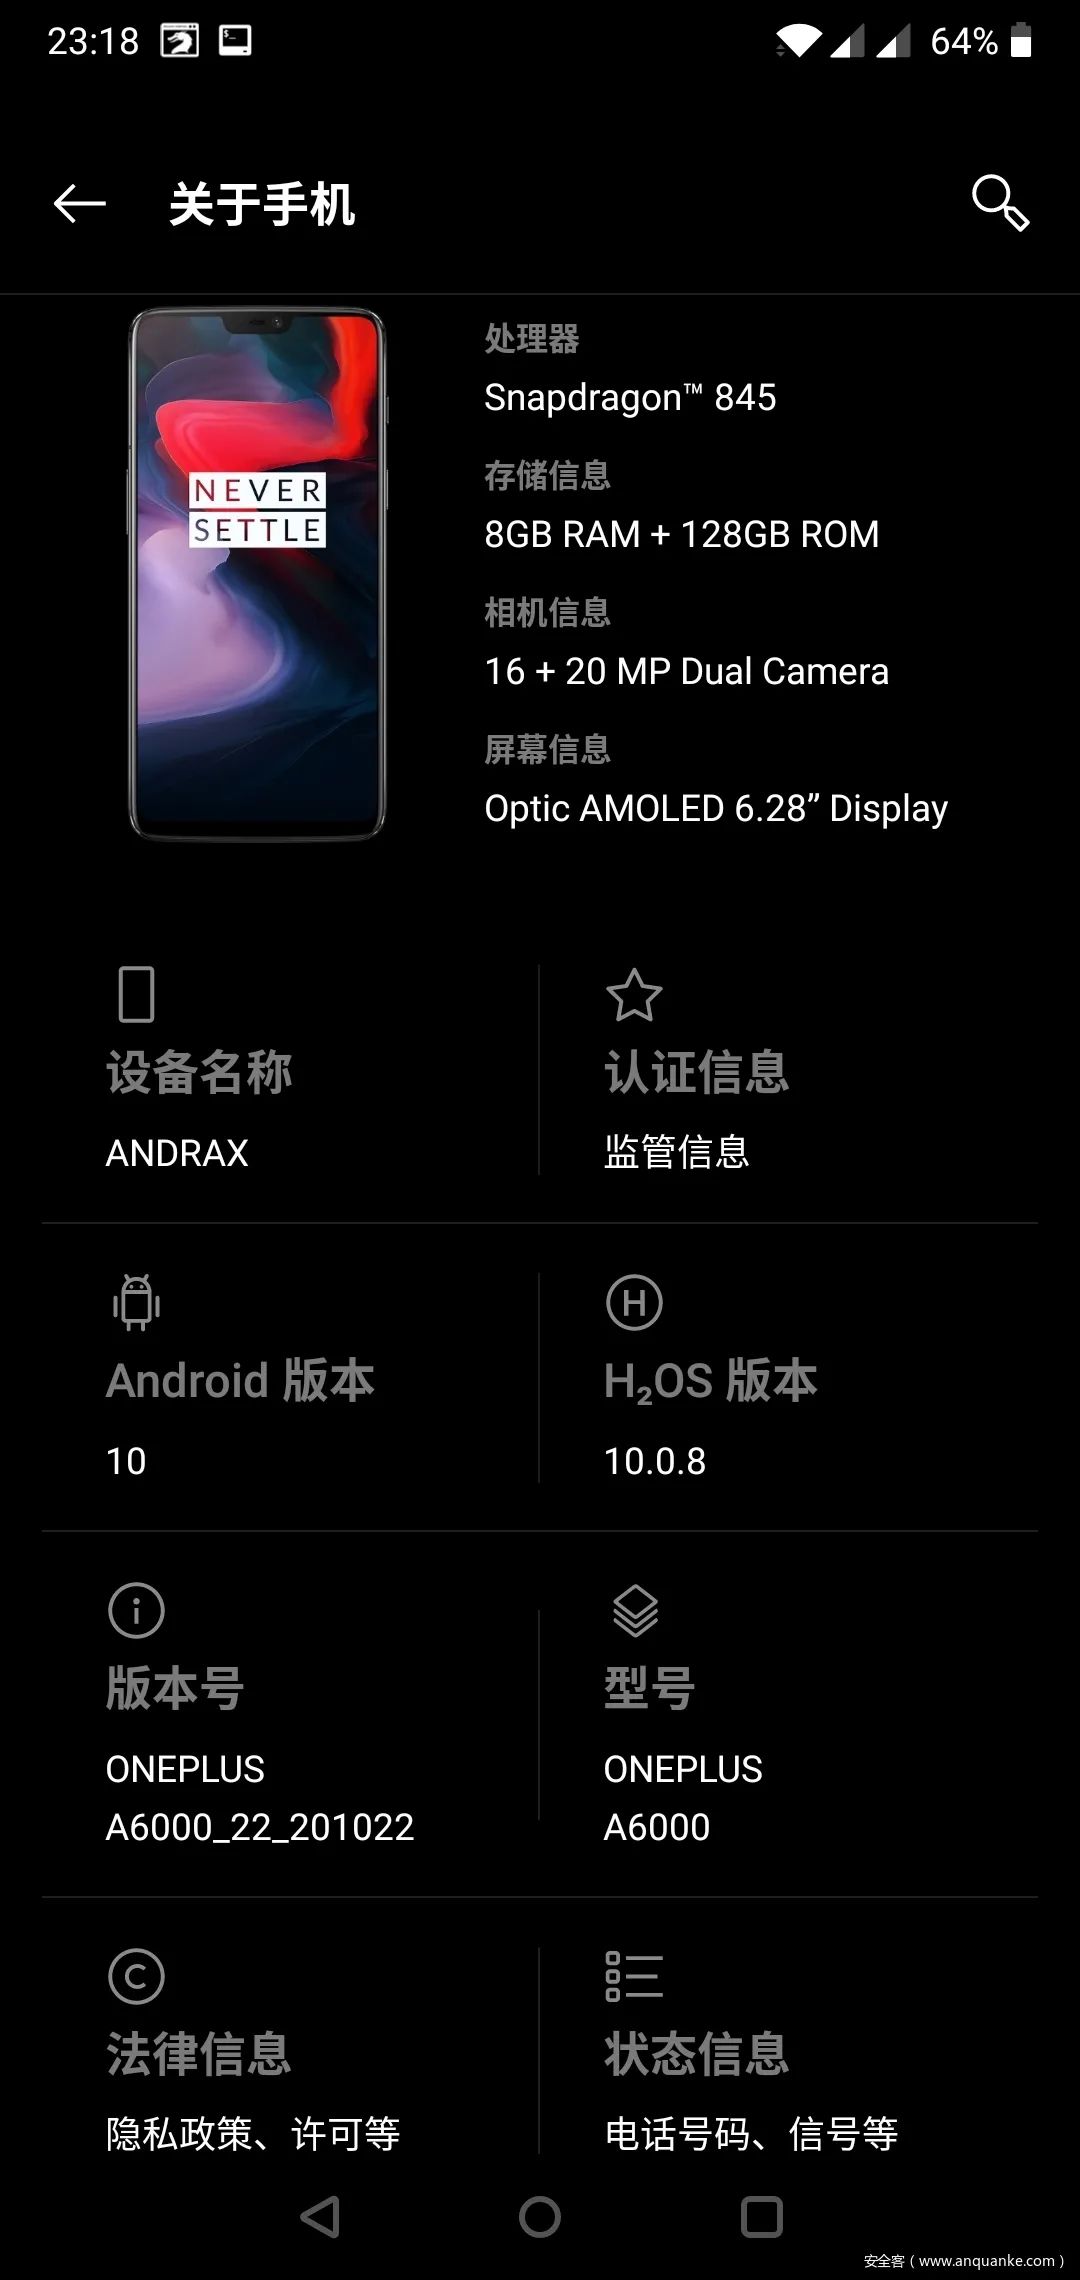 23:18
64%
关于手机
NEVER
SETTLE
处理器
Snapdragon™ 845
存储信息
8GB RAM + 128GB ROM
相机信息
16 + 20 MP Dual Camera
屏幕信息
Optic AMOLED 6.28” Display
设备名称
ANDRAX
认证信息
监管信息
Android 版本
10
H
H₂OS 版本
10.0.8
版本号
ONEPLUS
A6000_22_201022
型号
ONEPLUS
A6000
法律信息
隐私政策、许可等
状态信息
电话号码、信号等
安全客（www.anquanke.com）